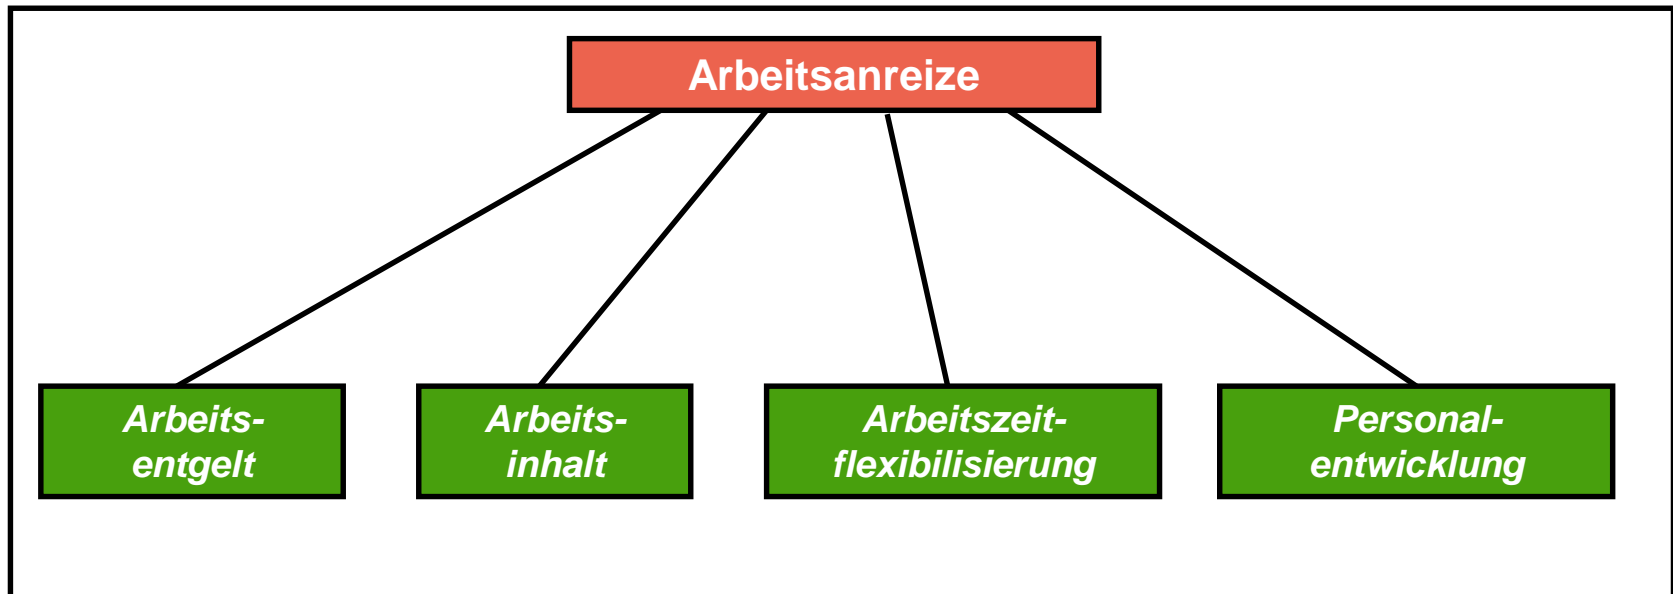 Arbeitsanreize
Arbeits-
entgelt
Arbeits-
inhalt
Arbeitszeit-
flexibilisierung
Personal-
entwicklung